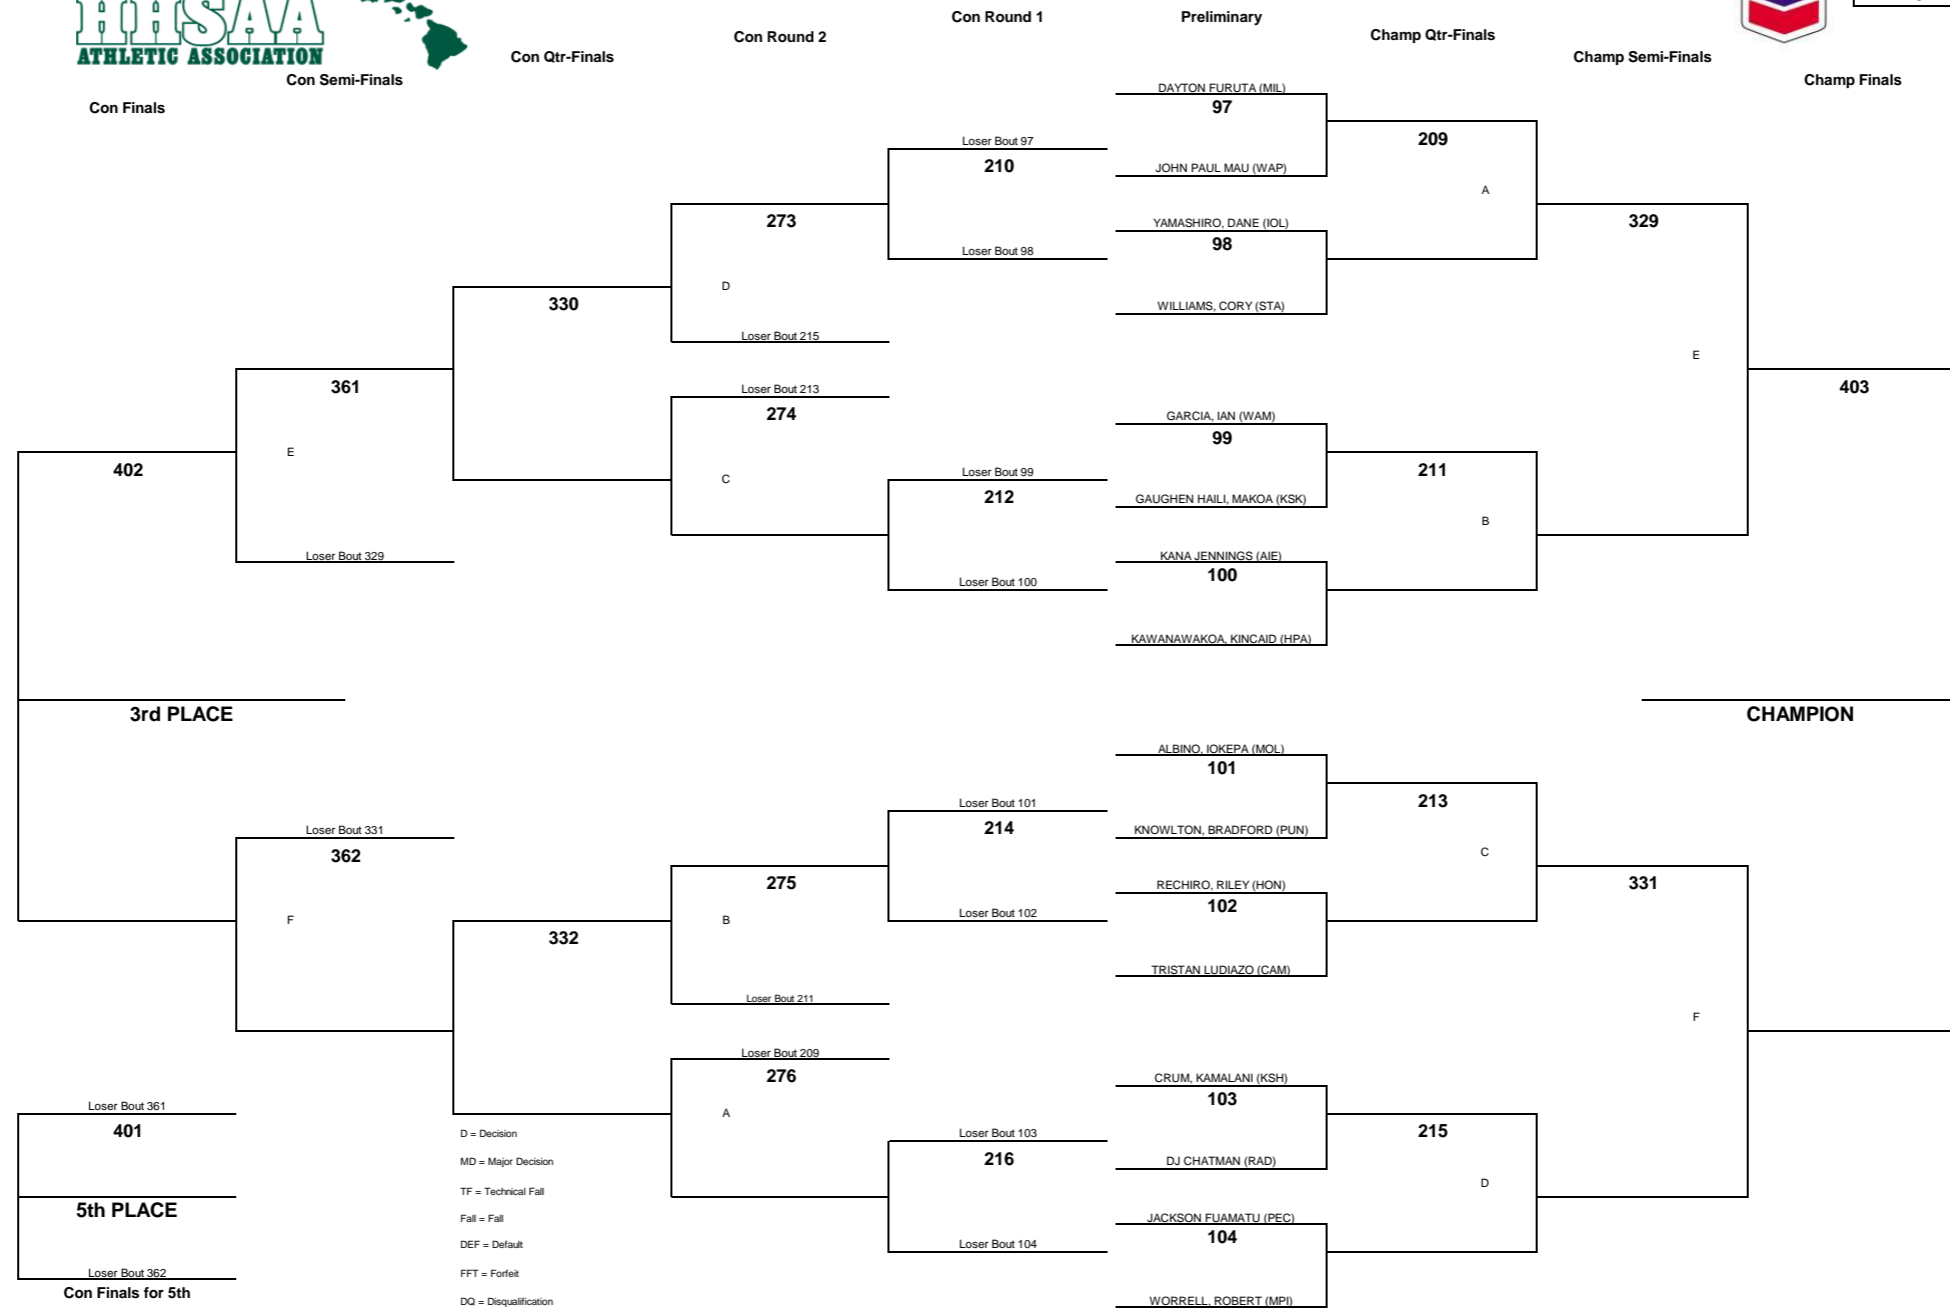 HHSAA
ATHLETIC ASSOCIATION
Con Finals
Con Semi-Finals
Con Qtr-Finals
Con Round 2
Con Round 1
Preliminary
Champ Qtr-Finals
Champ Semi-Finals
Champ Finals
DAYTON FURUTA (MIL)
97
Loser Bout 97
209
210
JOHN PAUL MAU (WAP)
A
273
YAMASHIRO, DANE (IOL)
329
98
Loser Bout 98
D
330
WILLIAMS, CORY (STA)
Loser Bout 215
E
361
Loser Bout 213
403
274
GARCIA, IAN (WAM)
99
E
402
Loser Bout 99
211
C
212
GAUGHEN HAILI, MAKOA (KSK)
B
Loser Bout 329
KANA JENNINGS (AIE)
100
Loser Bout 100
KAWANAWAKOA, KINCAID (HPA)
3rd PLACE
CHAMPION
ALBINO, IOKEPA (MOL)
101
Loser Bout 101
213
Loser Bout 331
214
KNOWLTON, BRADFORD (PUN)
362
C
275
RECHIRO, RILEY (HON)
331
102
F
B
Loser Bout 102
332
TRISTAN LUDIAZO (CAM)
Loser Bout 211
F
Loser Bout 209
276
CRUM, KAMALANI (KSH)
103
Loser Bout 361
A
401
D = Decision
Loser Bout 103
215
MD = Major Decision
216
DJ CHATMAN (RAD)
TF = Technical Fall
D
5th PLACE
Fall = Fall
JACKSON FUAMATU (PEC)
104
DEF = Default
Loser Bout 104
Loser Bout 362
FFT = Forfeit
Con Finals for 5th
DQ = Disqualification
WORRELL, ROBERT (MPI)